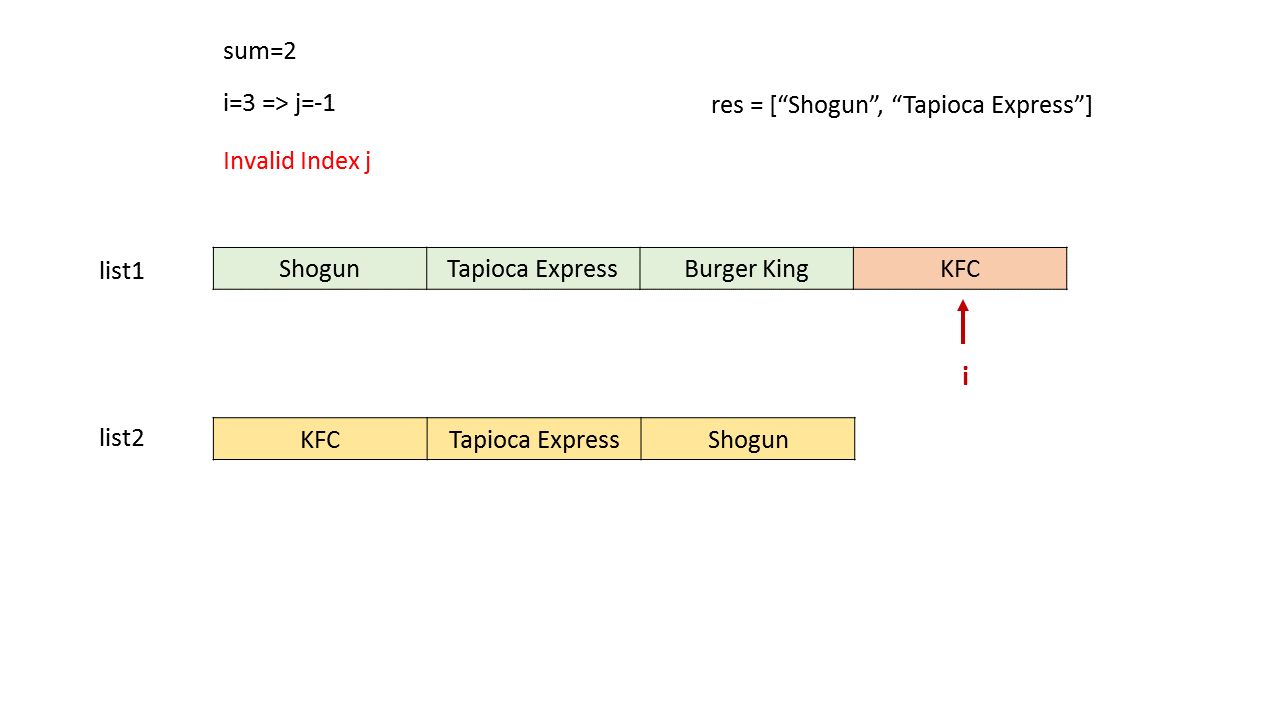 sum=2
i=3 => j=-1
res = [“Shogun”, “Tapioca Express”]
Invalid Index j
list1 Shogun Tapioca Express Burger King KFC
i
list2 KFC Tapioca Express Shogun